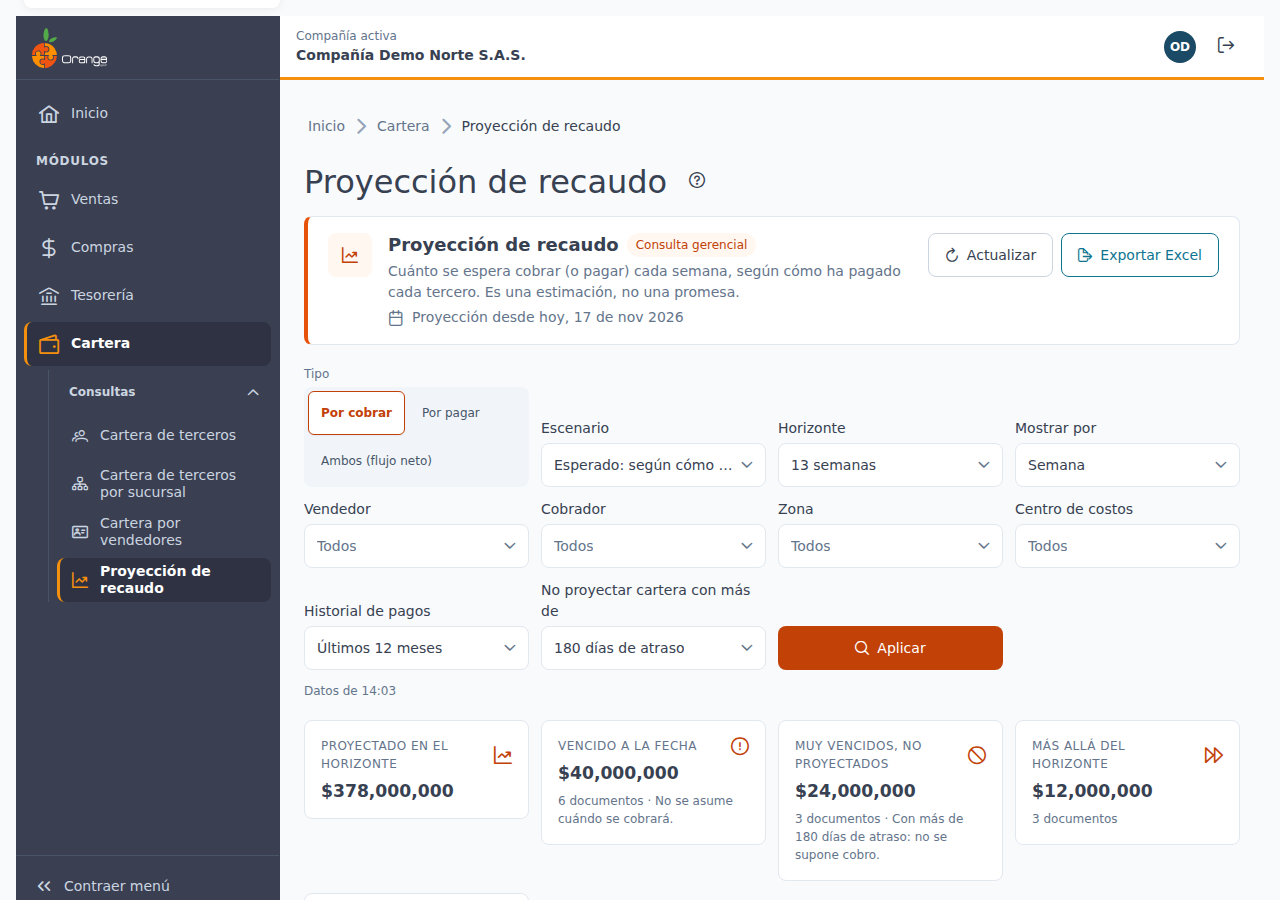 Orange
Compañía activa
Compañía Demo Norte S.A.S.
OD
Inicio
MÓDULOS
Ventas
Compras
Tesorería
Cartera
Consultas
Cartera de terceros
Cartera de terceros
por sucursal
Cartera por
vendedores
Proyección de
recaudo
Contraer menú
Inicio
Cartera
Proyección de recaudo
Proyección de recaudo
Proyección de recaudo
Consulta gerencial
Cuánto se espera cobrar (o pagar) cada semana, según cómo ha pagado
cada tercero. Es una estimación, no una promesa.
Proyección desde hoy, 17 de nov 2026
Actualizar
Exportar Excel
Tipo
Por cobrar
Por pagar
Ambos (flujo neto)
Escenario
Esperado: según cómo ...
Horizonte
13 semanas
Mostrar por
Semana
Vendedor
Todos
Cobrador
Todos
Zona
Todos
Centro de costos
Todos
Historial de pagos
Últimos 12 meses
No proyectar cartera con más
de
180 días de atraso
Aplicar
Datos de 14:03
PROYECTADO EN EL
HORIZONTE
$378,000,000
VENCIDO A LA FECHA
$40,000,000
6 documentos · No se asume
cuándo se cobrará.
MUY VENCIDOS, NO
PROYECTADOS
$24,000,000
3 documentos · Con más de
180 días de atraso: no se
supone cobro.
MÁS ALLÁ DEL
HORIZONTE
$12,000,000
3 documentos